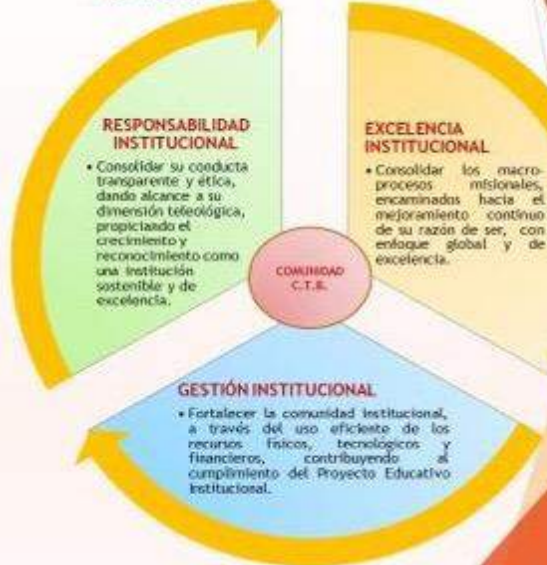 RESPONSABILIDAD
INSTITUCIONAL
• Consolidar su conducta
transparente y ética,
dando alcance a su
dimensión teleológica,
propiciando el
crecimiento y
reconocimiento como
una institución
sostenible y de
excelencia.
EXCELENCIA
INSTITUCIONAL
• Consolidar los macro-
procesos misionales,
encaminados hacia el
mejoramiento continuo
de su razón de ser, con
enfoque global y de
excelencia.
COMUNIDAD
C.T.B.
GESTIÓN INSTITUCIONAL
• Fortalecer la comunidad institucional,
a través del uso eficiente de los
recursos físicos, tecnológicos y
financieros, contribuyendo al
cumplimiento del Proyecto Educativo
Institucional.